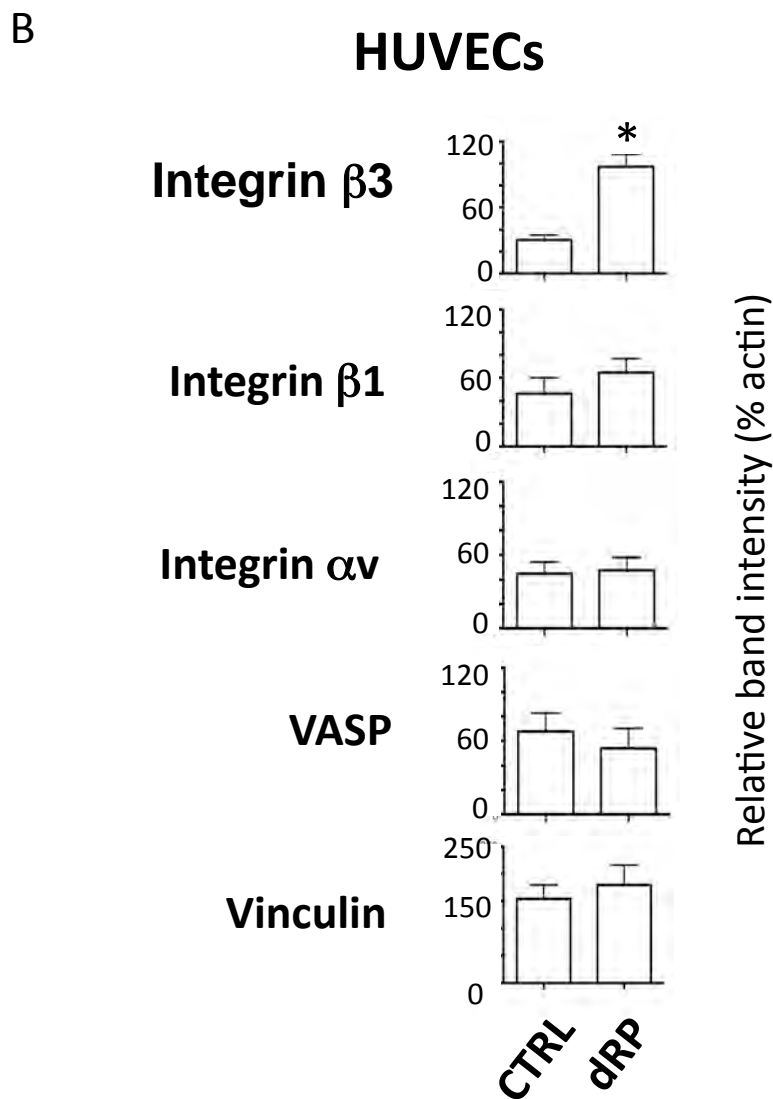 B
HUVECs
Integrin β3
120
60
0
*
Integrin β1
120
60
0
Integrin αv
120
60
0
VASP
120
60
0
Vinculin
250
150
0
CTRL
dRP
Relative band intensity (% actin)